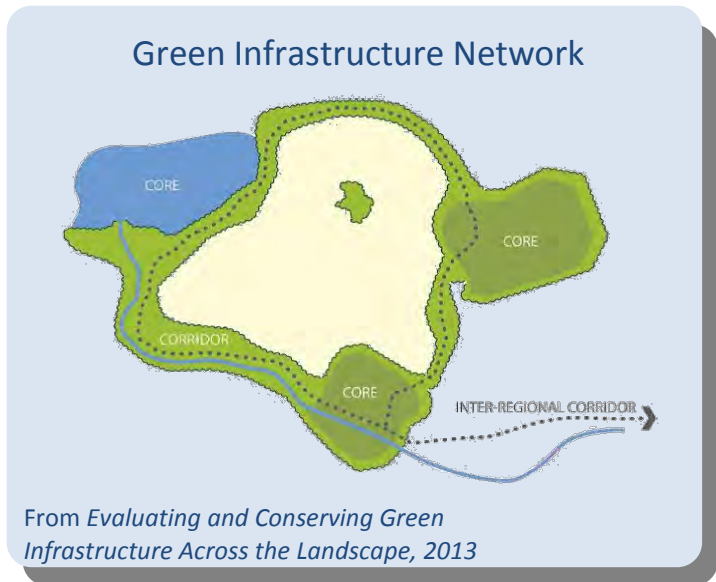 Green Infrastructure Network
CORE
CORE
CORRIDOR
CORE
INTER-REGIONAL CORRIDOR
From Evaluating and Conserving Green
Infrastructure Across the Landscape, 2013